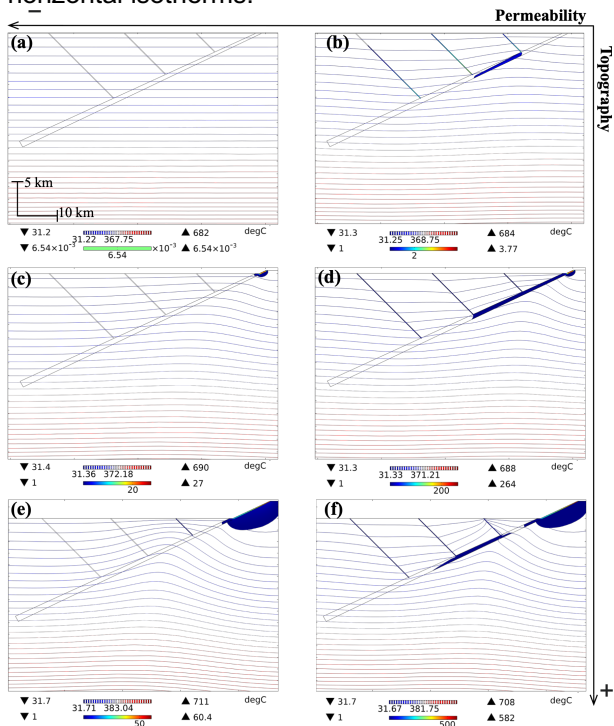 horizontal isotherms.
Permeability
Topography
−
+
(a)
5 km
10 km
▼ 31.2 31.22 367.75 ▲ 682 degC
▼ 6.54×10⁻³ 6.54 ×10⁻³ ▲ 6.54×10⁻³
(b)
▼ 31.3 31.25 368.75 ▲ 684 degC
▼ 1 2 ▲ 3.77
(c)
▼ 31.4 31.36 372.18 ▲ 690 degC
▼ 1 20 ▲ 27
(d)
▼ 31.3 31.33 371.21 ▲ 688 degC
▼ 1 200 ▲ 264
(e)
▼ 31.7 31.71 383.04 ▲ 711 degC
▼ 1 50 ▲ 60.4
(f)
▼ 31.7 31.67 381.75 ▲ 708 degC
▼ 1 500 ▲ 582